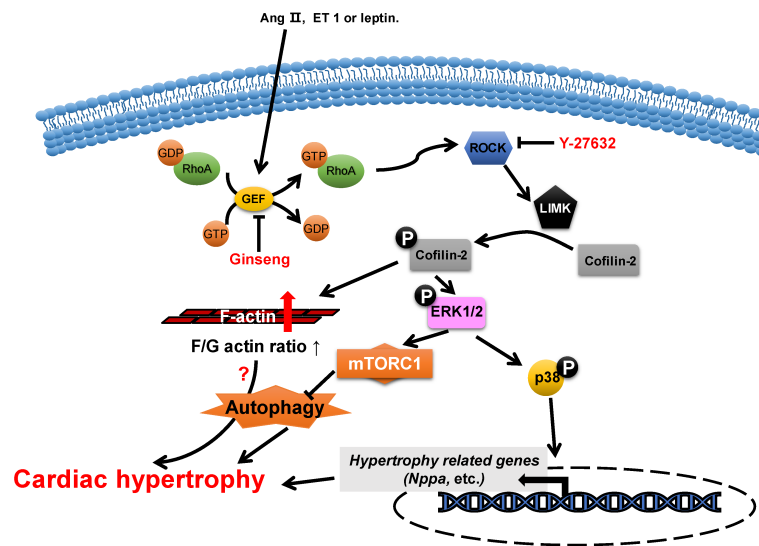 Ang Ⅱ, ET 1 or leptin.
GDP
RhoA
GTP
RhoA
ROCK
Y-27632
GEF
LIMK
GTP
GDP
Ginseng
P
Cofilin-2
Cofilin-2
P
ERK1/2
F-actin
F/G actin ratio ↑
mTORC1
?
P
p38
Autophagy
Hypertrophy related genes
(Nppa, etc.)
Cardiac hypertrophy